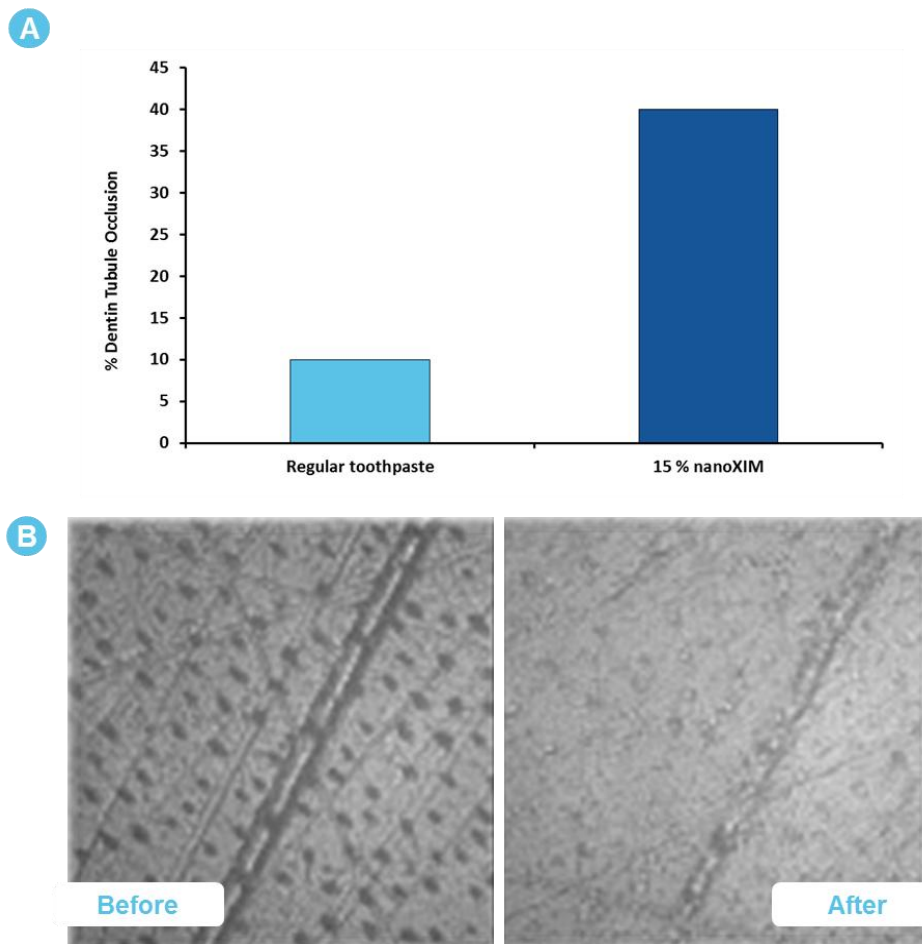 A
% Dentin Tubule Occlusion
45
40
35
30
25
20
15
10
5
0
Regular toothpaste
15 % nanoXIM
B
Before
After